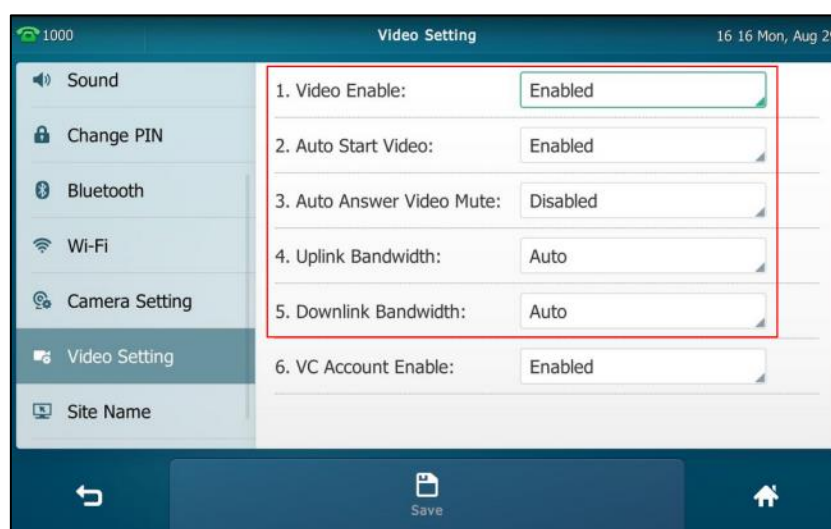 1000 Video Setting 16 16 Mon, Aug 29
Sound
Change PIN
Bluetooth
Wi-Fi
Camera Setting
Video Setting
Site Name
1. Video Enable: Enabled
2. Auto Start Video: Enabled
3. Auto Answer Video Mute: Disabled
4. Uplink Bandwidth: Auto
5. Downlink Bandwidth: Auto
6. VC Account Enable: Enabled
Save